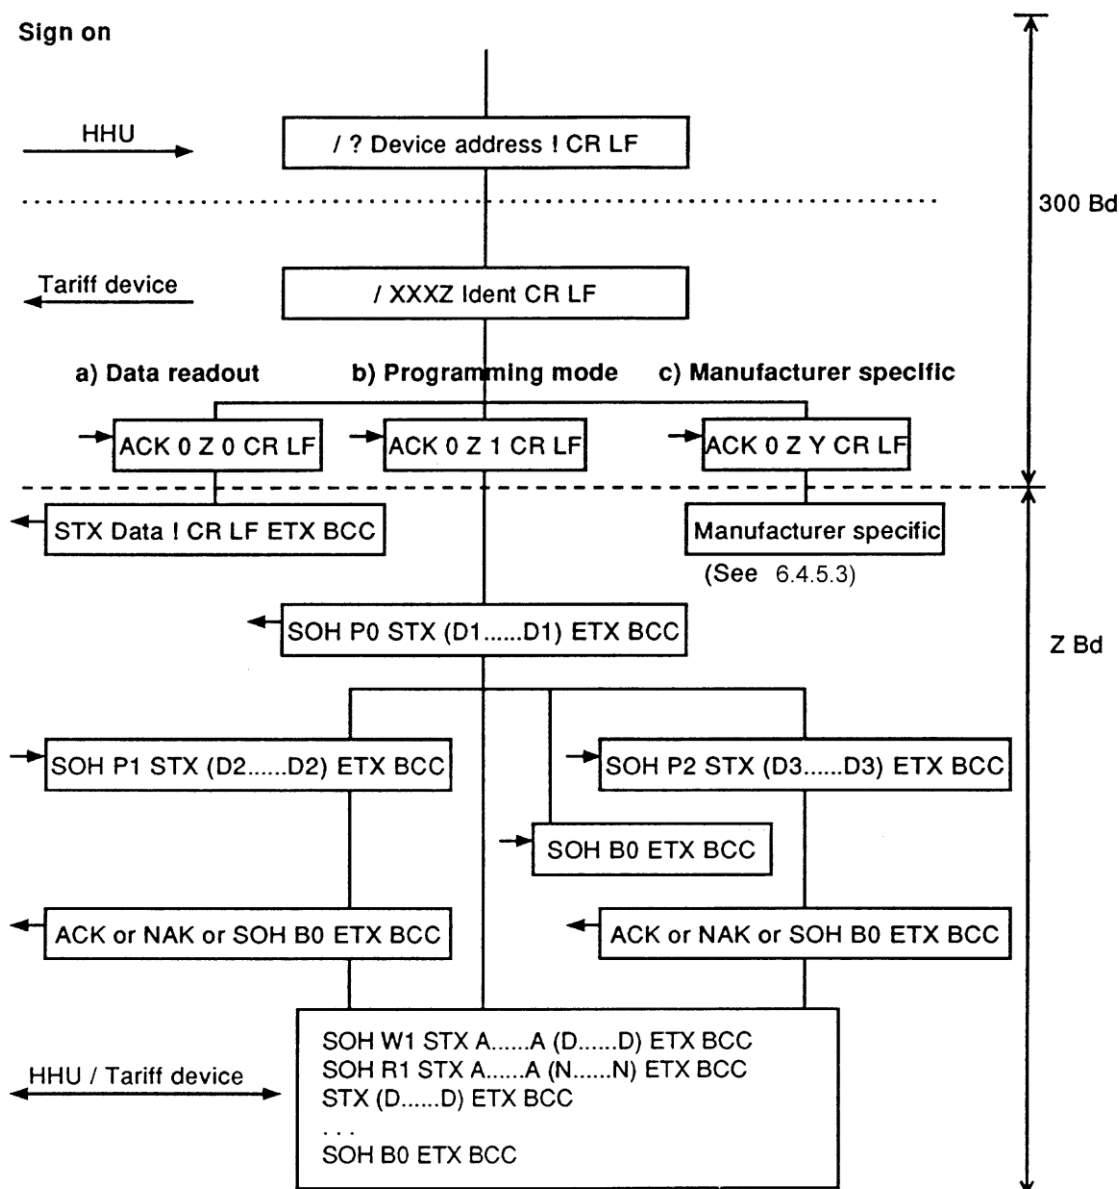 Sign on
HHU
/ ? Device address ! CR LF
300 Bd
Tariff device
/ XXXZ Ident CR LF
a) Data readout
b) Programming mode
c) Manufacturer specific
ACK 0 Z 0 CR LF
ACK 0 Z 1 CR LF
ACK 0 Z Y CR LF
STX Data ! CR LF ETX BCC
Manufacturer specific
(See 6.4.5.3)
SOH P0 STX (D1......D1) ETX BCC
Z Bd
SOH P1 STX (D2......D2) ETX BCC
SOH P2 STX (D3......D3) ETX BCC
SOH B0 ETX BCC
ACK or NAK or SOH B0 ETX BCC
ACK or NAK or SOH B0 ETX BCC
HHU / Tariff device
SOH W1 STX A......A (D......D) ETX BCC
SOH R1 STX A......A (N......N) ETX BCC
STX (D......D) ETX BCC
. . .
SOH B0 ETX BCC